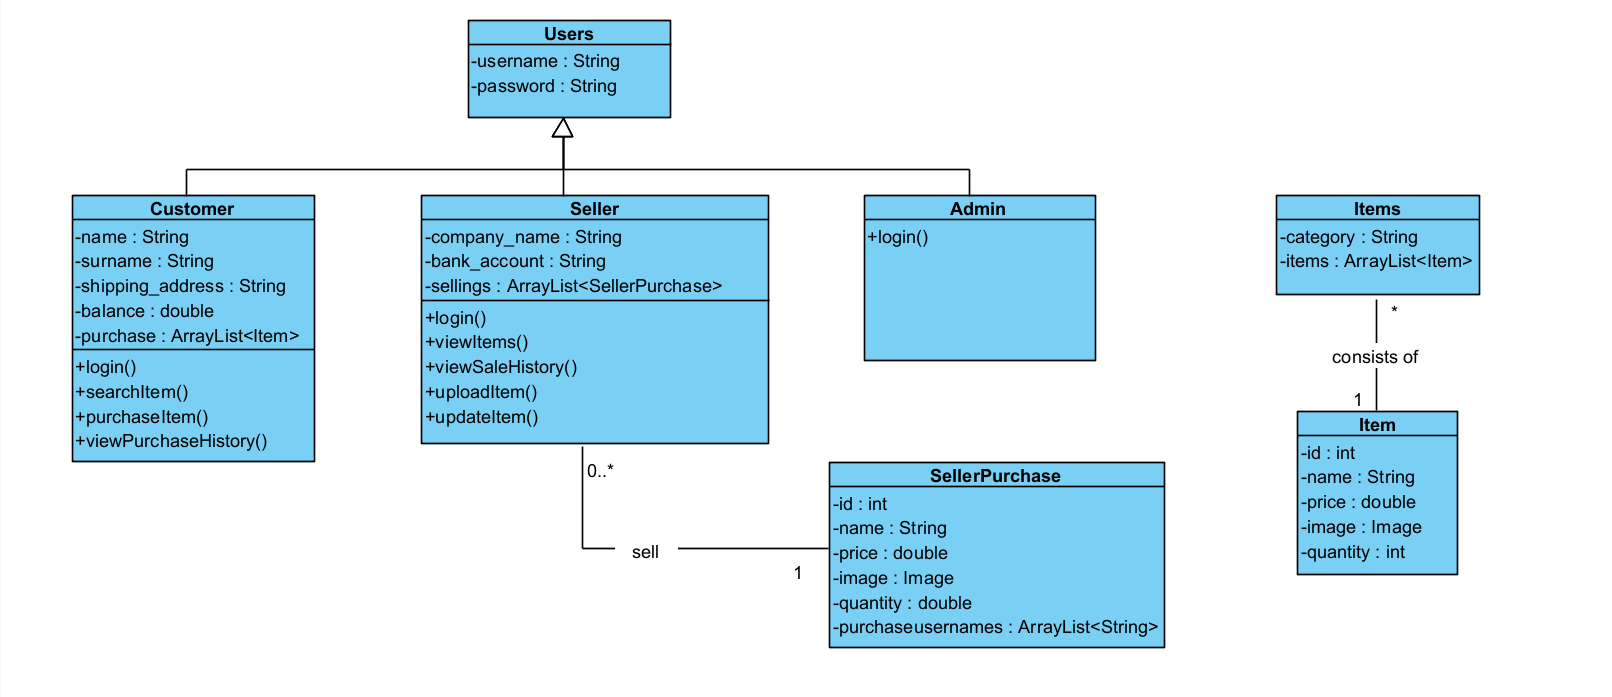 Users
-username : String
-password : String
Customer
-name : String
-surname : String
-shipping_address : String
-balance : double
-purchase : ArrayList<Item>
+login()
+searchItem()
+purchaseItem()
+viewPurchaseHistory()
Seller
-company_name : String
-bank_account : String
-sellings : ArrayList<SellerPurchase>
+login()
+viewItems()
+viewSaleHistory()
+uploadItem()
+updateItem()
Admin
+login()
Items
-category : String
-items : ArrayList<Item>
*
consists of
1
Item
-id : int
-name : String
-price : double
-image : Image
-quantity : int
0..*
sell
1
SellerPurchase
-id : int
-name : String
-price : double
-image : Image
-quantity : double
-purchaseusernames : ArrayList<String>